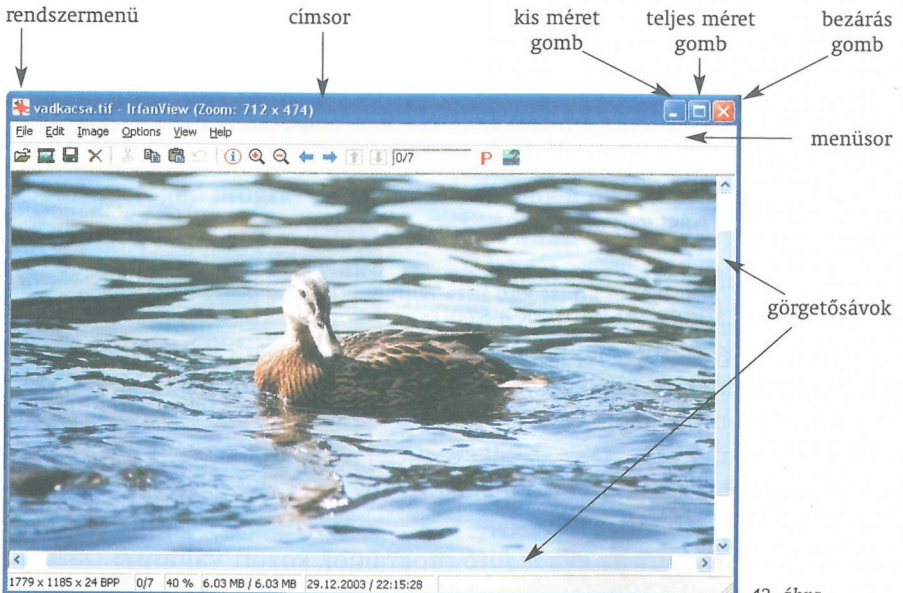 rendszermenü
címsor
kis méret
gomb
teljes méret
gomb
bezárás
gomb
vadkacsa.tif - IrfanView (Zoom: 712 x 474)
File Edit Image Options View Help
menüsor
0/7 P
görgetősávok
1779 x 1185 x 24 BPP 0/7 40 % 6.03 MB / 6.03 MB 29.12.2003 / 22:15:28